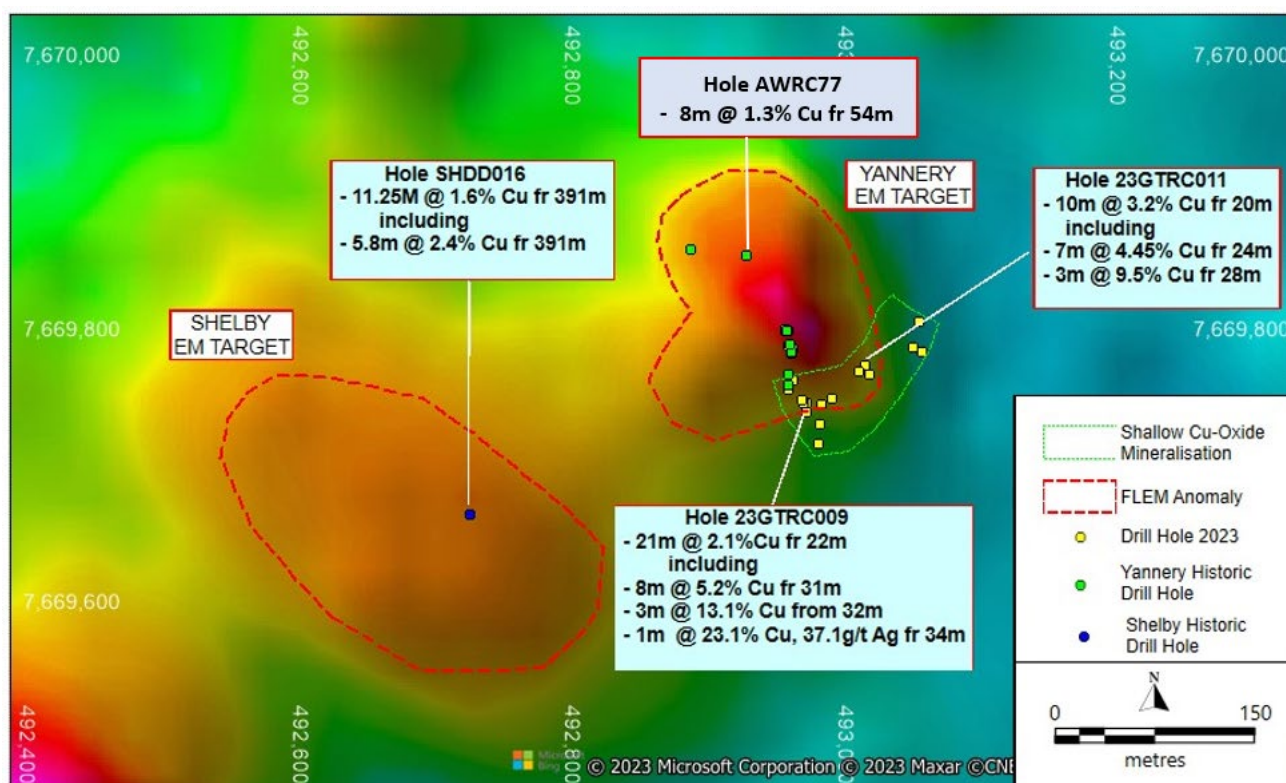 7,670,000
492,600
492,800
493,200
7,670,000
Hole AWRC77
- 8m @ 1.3% Cu fr 54m
Hole SHDD016
- 11.25M @ 1.6% Cu fr 391m
including
- 5.8m @ 2.4% Cu fr 391m
YANNERY
EM TARGET
Hole 23GTRC011
- 10m @ 3.2% Cu fr 20m
including
- 7m @ 4.45% Cu fr 24m
- 3m @ 9.5% Cu fr 28m
7,669,800
SHELBY
EM TARGET
7,669,800
Hole 23GTRC009
- 21m @ 2.1%Cu fr 22m
including
- 8m @ 5.2% Cu fr 31m
- 3m @ 13.1% Cu from 32m
- 1m @ 23.1% Cu, 37.1g/t Ag fr 34m
7,669,600
Shallow Cu-Oxide
Mineralisation
FLEM Anomaly
Drill Hole 2023
Yannery Historic
Drill Hole
Shelby Historic
Drill Hole
N
0 150
metres
492,400
492,600
492,800
493,000
Microsoft
Bing
© 2023 Microsoft Corporation © 2023 Maxar ©CNE